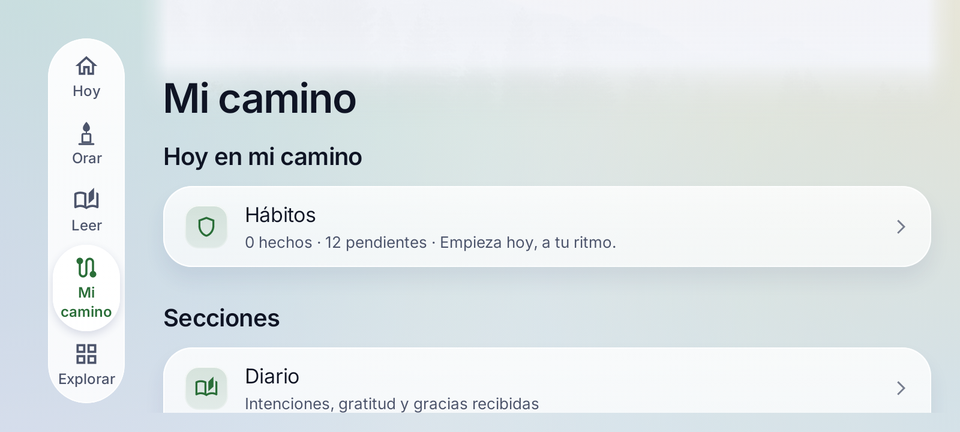 Hoy
Orar
Leer
Mi
camino
Explorar
Mi camino
Hoy en mi camino
Hábitos
0 hechos · 12 pendientes · Empieza hoy, a tu ritmo.
Secciones
Diario
Intenciones, gratitud y gracias recibidas